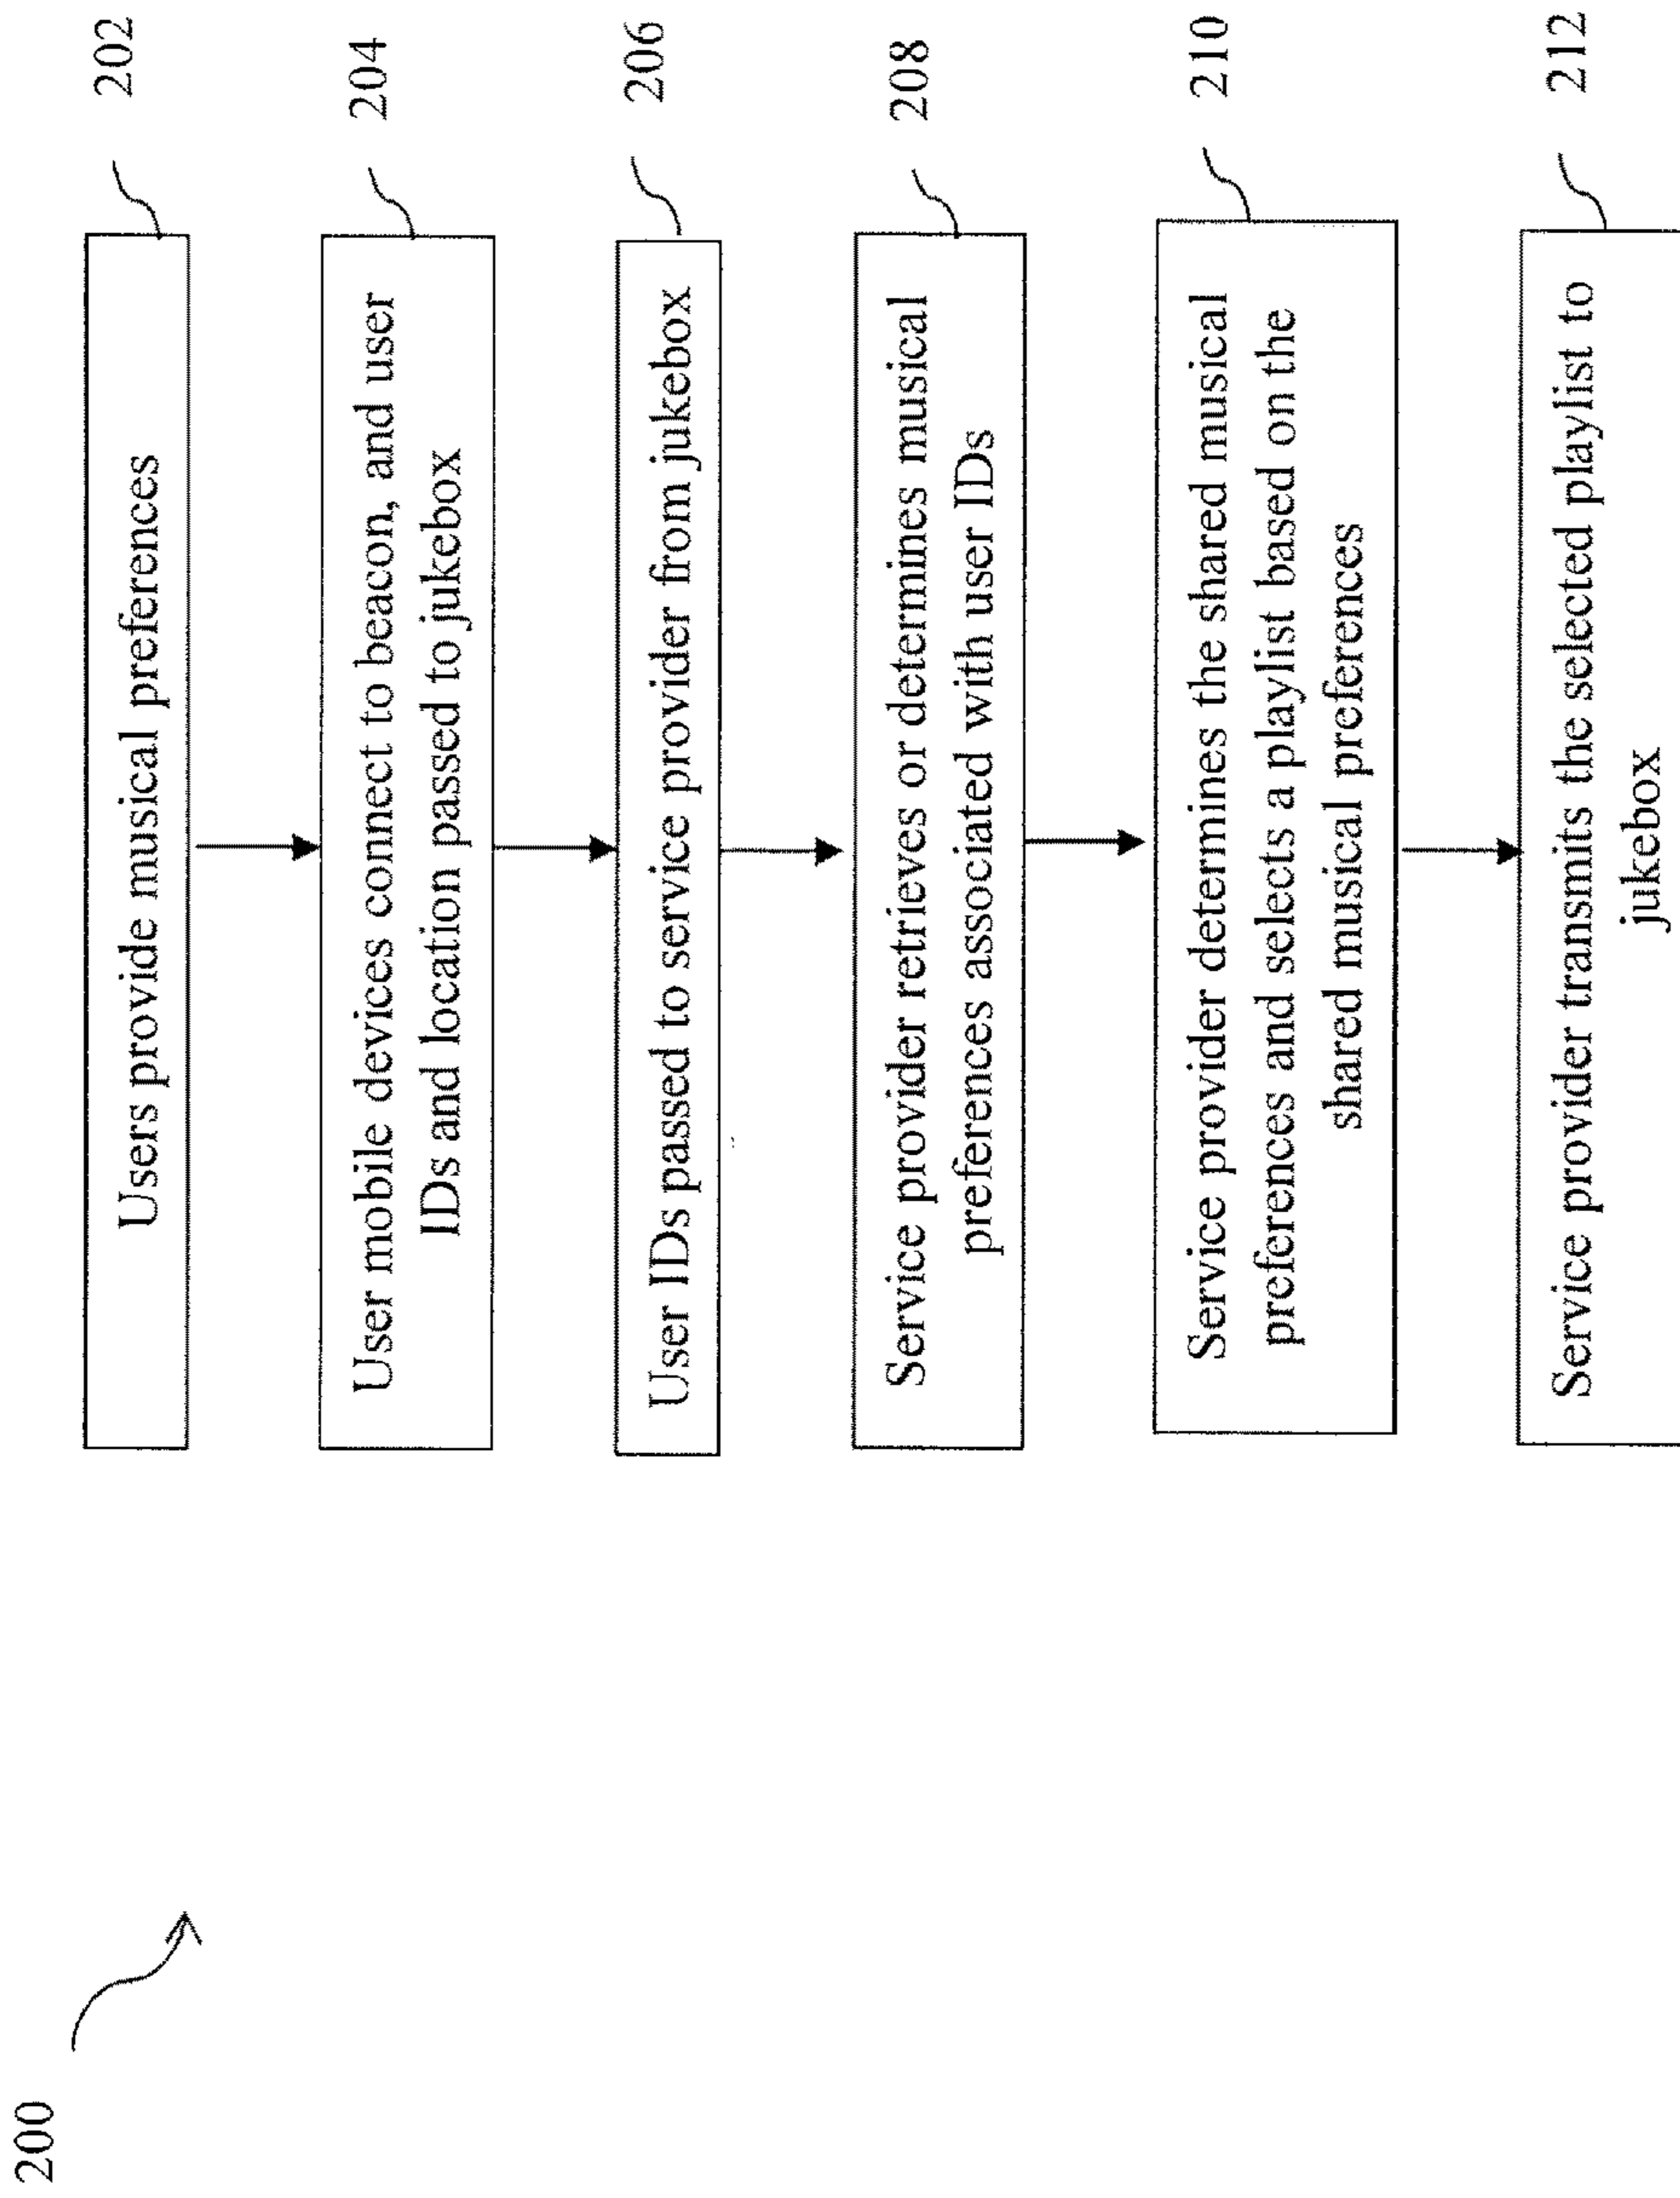 200
Users provide musical preferences
202
User mobile devices connect to beacon, and user
IDs and location passed to jukebox
204
User IDs passed to service provider from jukebox
206
Service provider retrieves or determines musical
preferences associated with user IDs
208
Service provider determines the shared musical
preferences and selects a playlist based on the
shared musical preferences
210
Service provider transmits the selected playlist to
jukebox
212